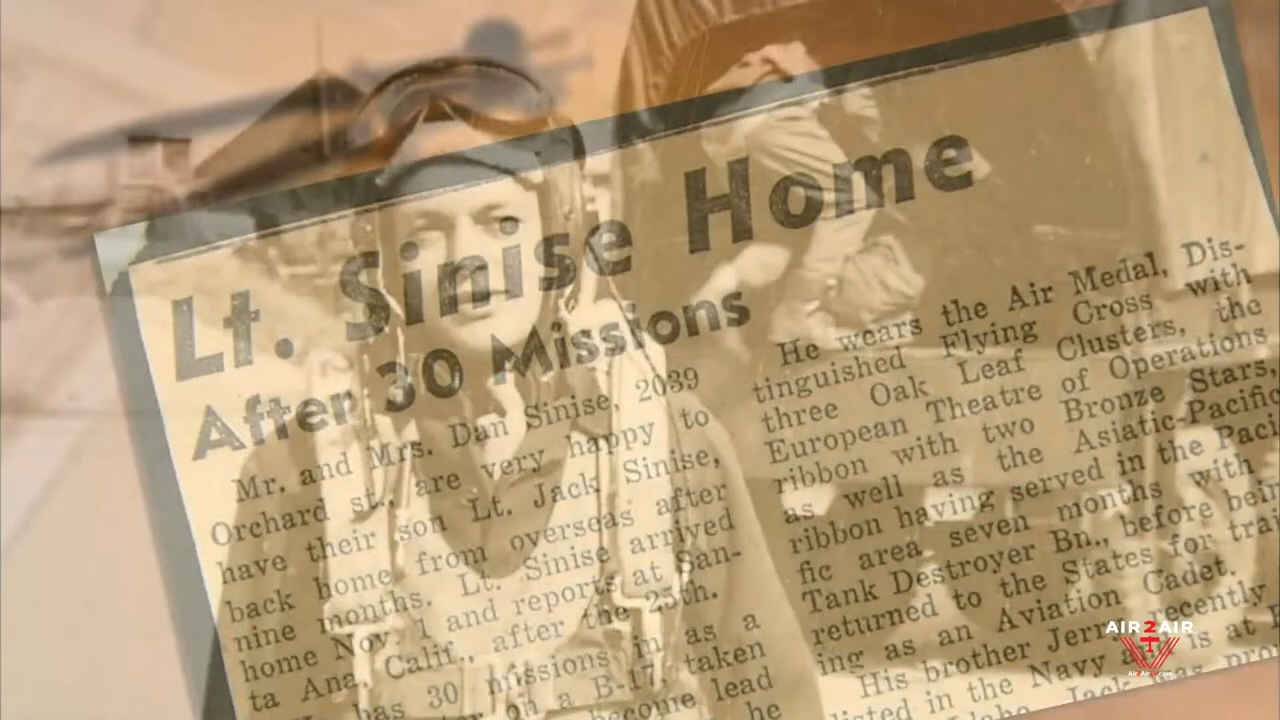 Lt. Sinise Home
After 30 Missions
Mr. and Mrs. Dan Sinise, 2039
Orchard st., are very happy to
have their son Lt. Jack Sinise,
back home from overseas after
nine months. Lt. Sinise arrived
home Nov. 1 and reports at San-
ta Ana, Calif., after the 25th.
has 30 missions in as a
on a B-17,
taken
become lead
he
He wears the Air Medal, Dis-
tinguished Flying Cross with
three Oak Leaf Clusters, the
European Theatre of Operations
ribbon with two Bronze Stars,
as well as the Asiatic-Pacific
ribbon having served in the Paci
fic area seven months with
Tank Destroyer Bn., before bein
returned to the States for trai
ing as an Aviation Cadet.
His brother Jerry recently
listed in the Navy is at
Jack was
AIR2AIR